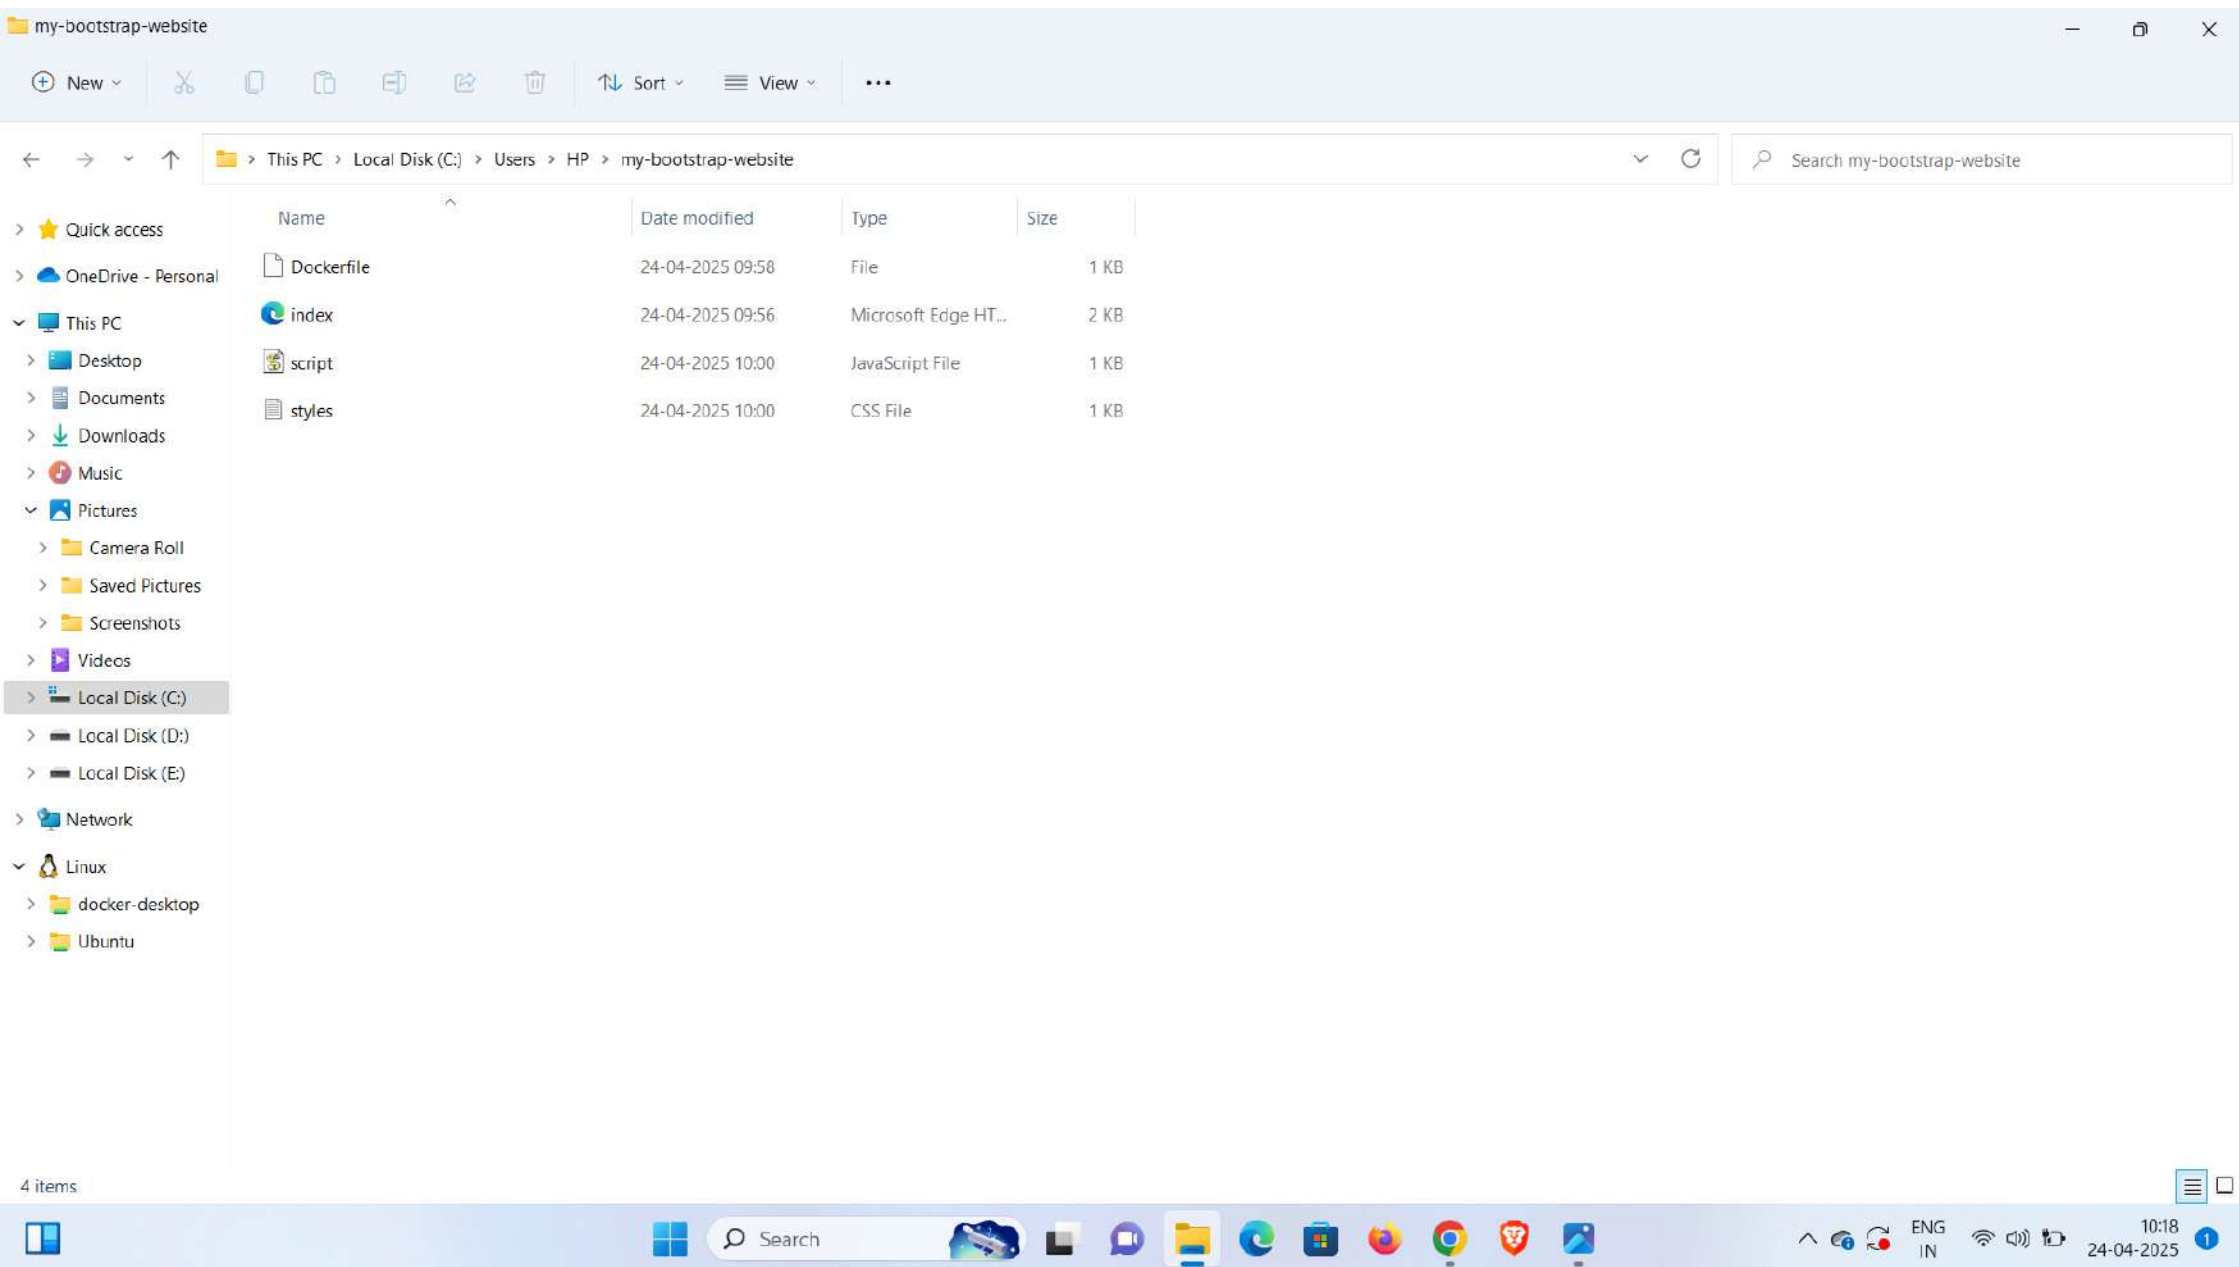 my-bootstrap-website
New
Sort
View
This PC > Local Disk (C:) > Users > HP > my-bootstrap-website
Search my-bootstrap-website
Name Date modified Type Size
Dockerfile 24-04-2025 09:58 File 1 KB
index 24-04-2025 09:56 Microsoft Edge HT... 2 KB
script 24-04-2025 10:00 JavaScript File 1 KB
styles 24-04-2025 10:00 CSS File 1 KB
Quick access
OneDrive - Personal
This PC
Desktop
Documents
Downloads
Music
Pictures
Camera Roll
Saved Pictures
Screenshots
Videos
Local Disk (C:)
Local Disk (D:)
Local Disk (E:)
Network
Linux
docker-desktop
Ubuntu
4 items
Search
ENG
IN
10:18
24-04-2025
1